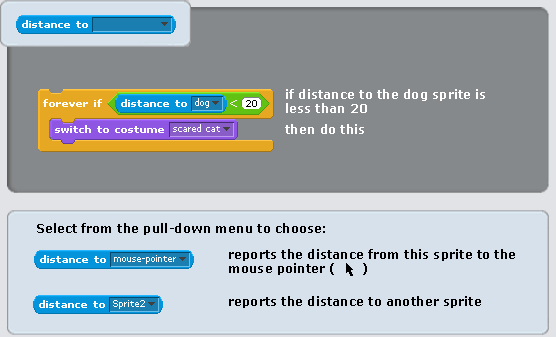 distance to
forever if distance to dog < 20
if distance to the dog sprite is
less than 20
switch to costume scared cat
then do this
Select from the pull-down menu to choose:
distance to mouse-pointer
reports the distance from this sprite to the
mouse pointer ( )
distance to Sprite2
reports the distance to another sprite